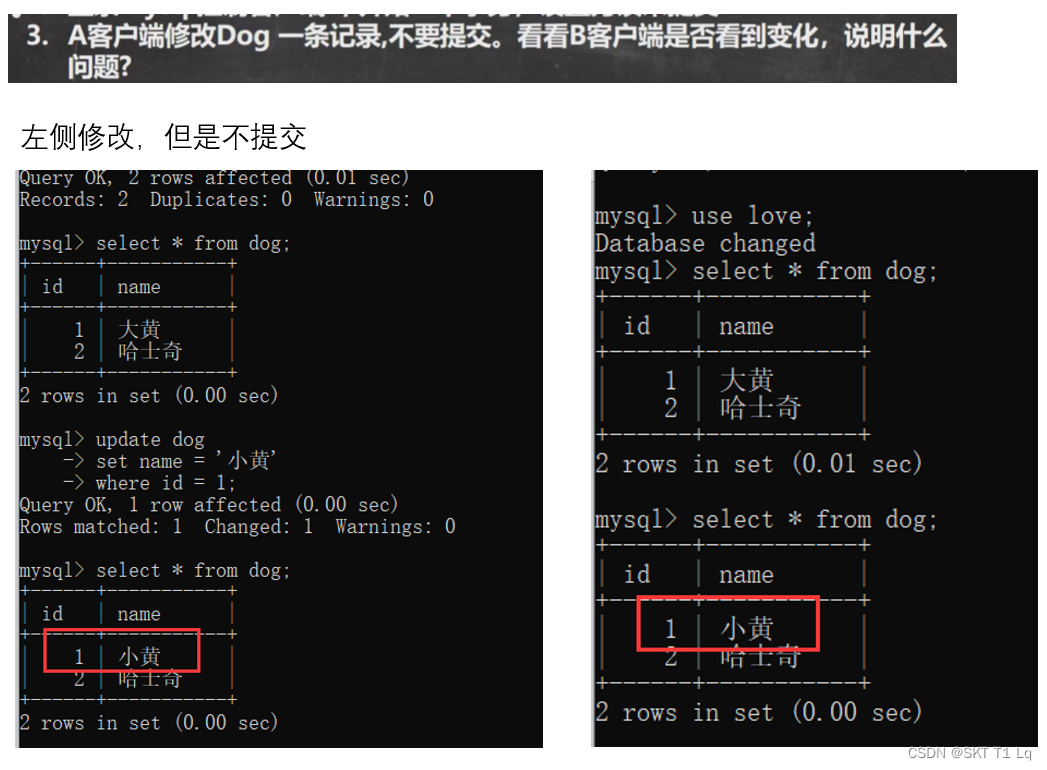 3. A客户端修改Dog 一条记录,不要提交。看看B客户端是否看到变化，说明什么
问题?
左侧修改，但是不提交
Query OK, 2 rows affected (0.01 sec)
Records: 2  Duplicates: 0  Warnings: 0
mysql> select * from dog;
+------+-----------+
| id   | name      |
+------+-----------+
|    1 | 大黄      |
|    2 | 哈士奇    |
+------+-----------+
2 rows in set (0.00 sec)
mysql> update dog
    -> set name = '小黄'
    -> where id = 1;
Query OK, 1 row affected (0.00 sec)
Rows matched: 1  Changed: 1  Warnings: 0
mysql> select * from dog;
+------+-----------+
| id   | name      |
+------+-----------+
|    1 | 小黄      |
|    2 | 哈士奇    |
+------+-----------+
2 rows in set (0.00 sec)
mysql> use love;
Database changed
mysql> select * from dog;
+------+-----------+
| id   | name      |
+------+-----------+
|    1 | 大黄      |
|    2 | 哈士奇    |
+------+-----------+
2 rows in set (0.01 sec)
mysql> select * from dog;
+------+-----------+
| id   | name      |
+------+-----------+
|    1 | 小黄      |
|    2 | 哈士奇    |
+------+-----------+
2 rows in set (0.00 sec)
CSDN @SKT T1 Lq